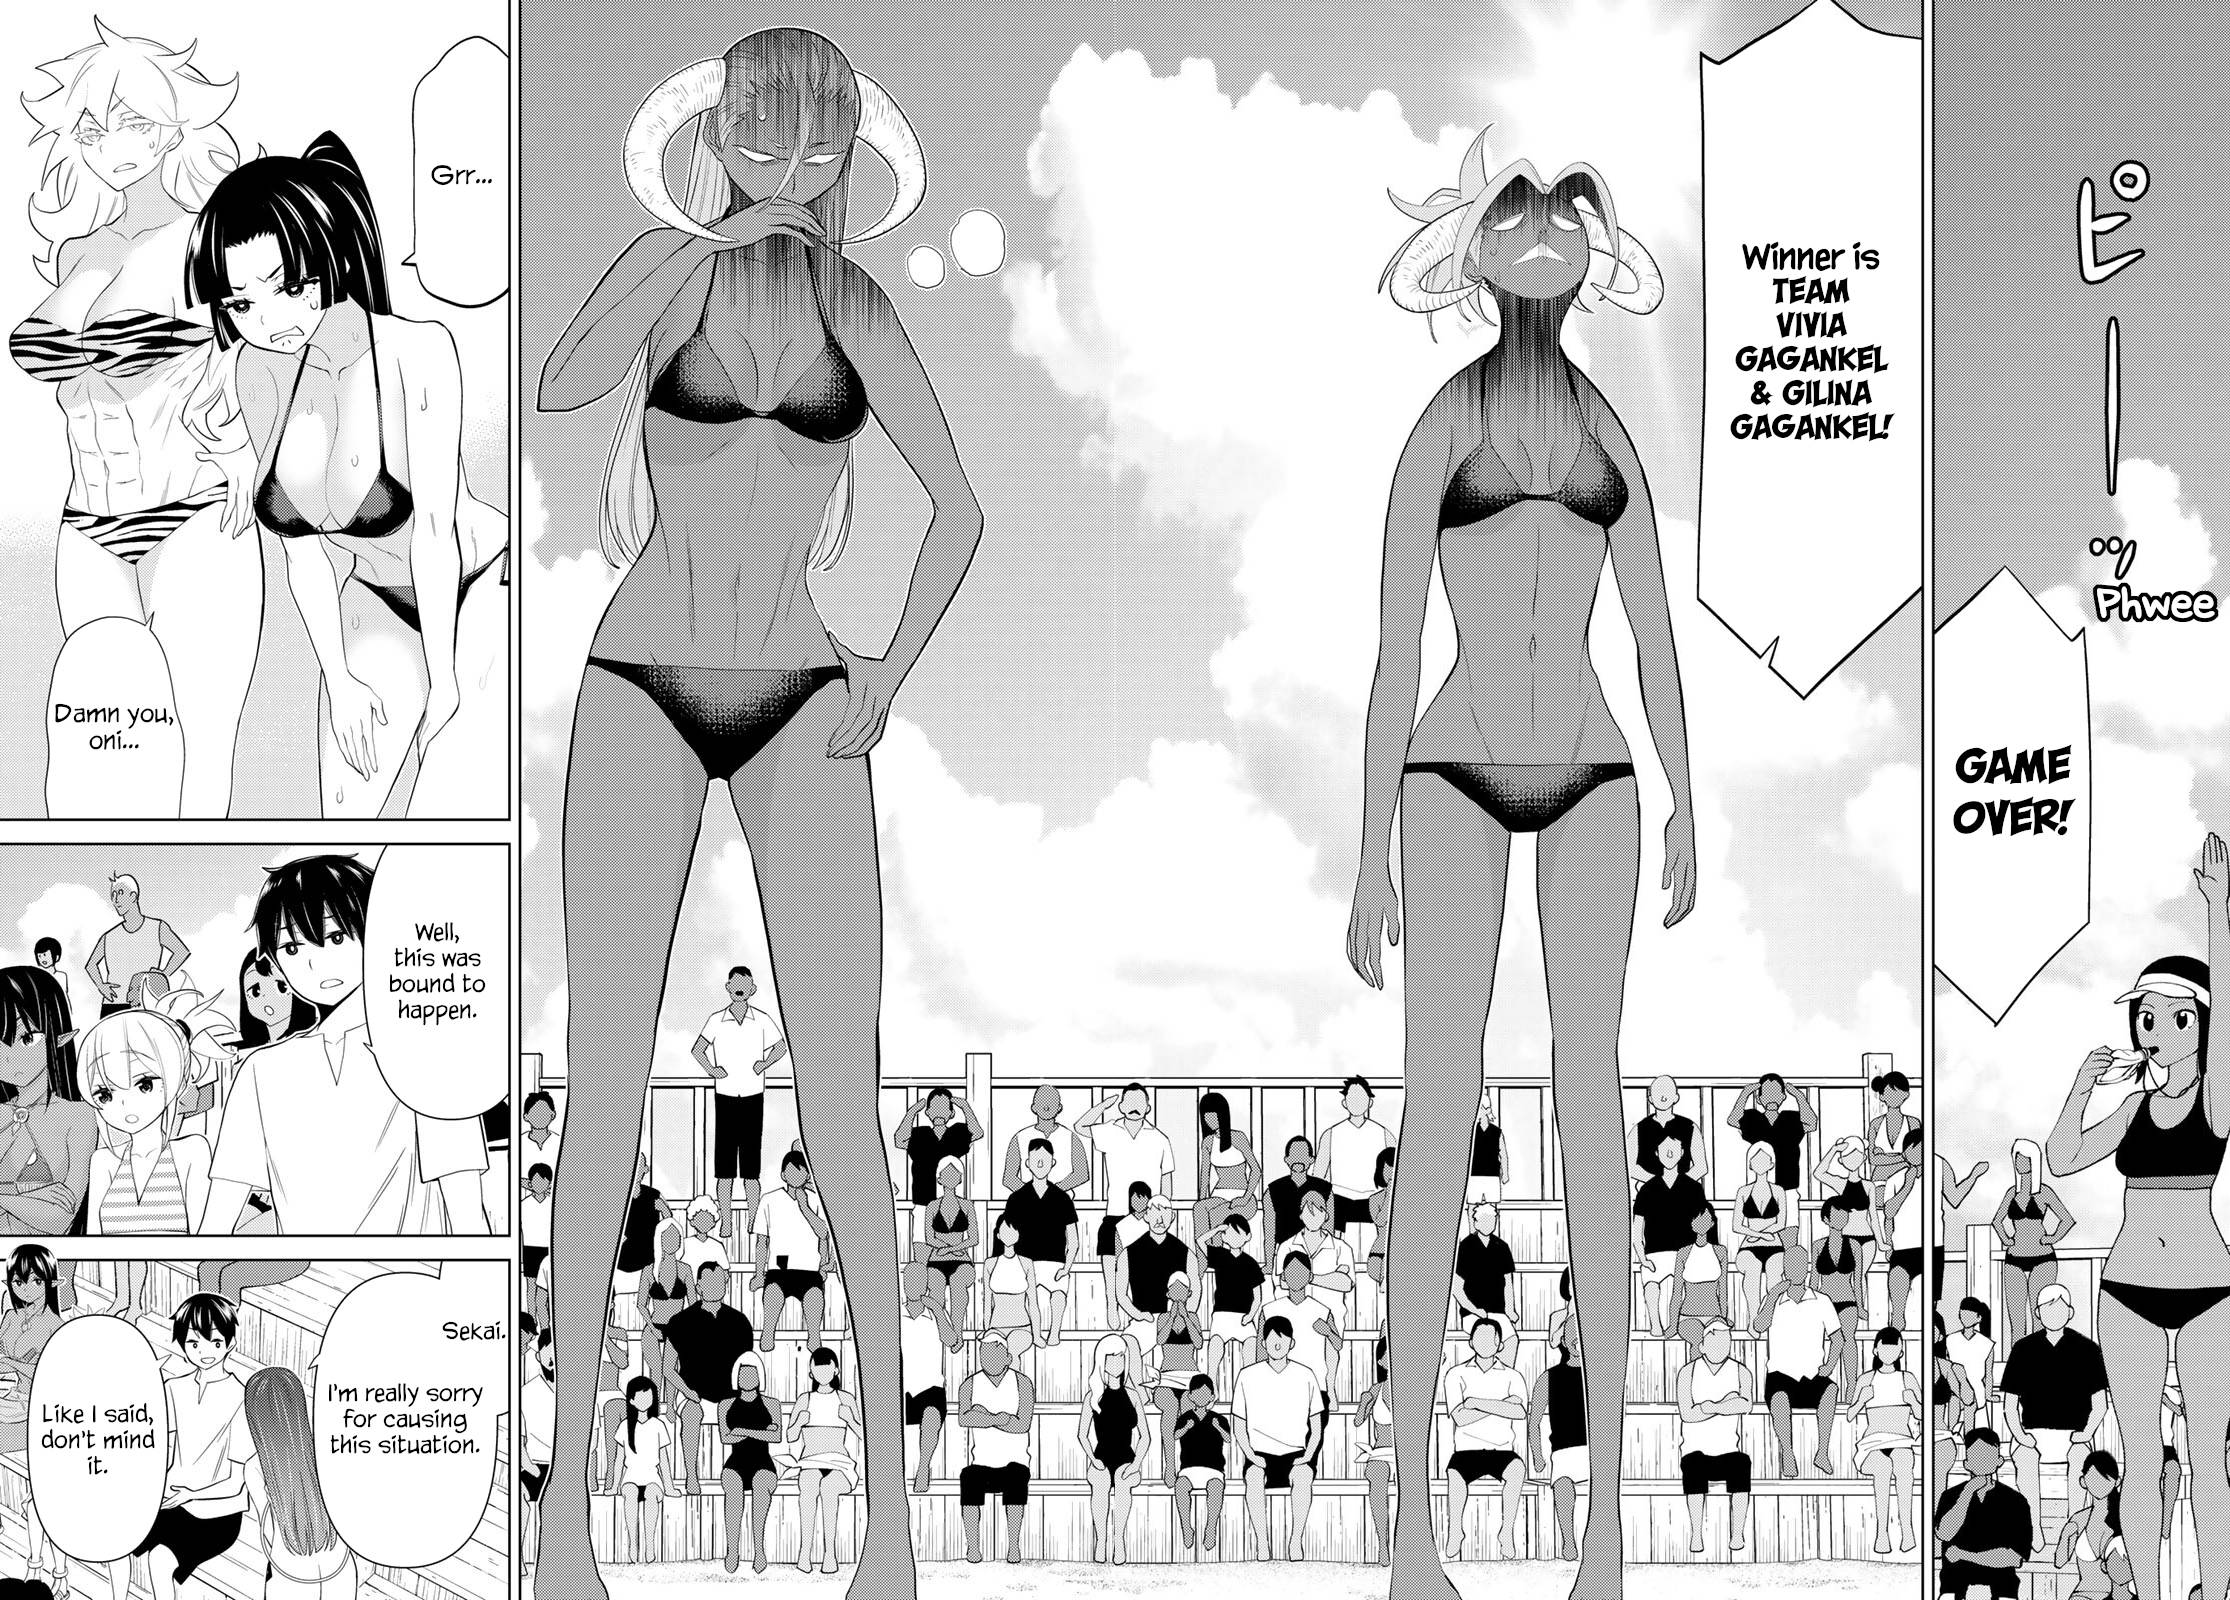 ピーッ
Phwee
GAME
OVER!
Winner is
TEAM
VIVIA
GAGANKEL
& GILINA
GAGANKEL!
Grr...
Damn you,
oni...
Well,
this was
bound to
happen.
Sekai.
I'm really sorry
for causing
this situation.
Like I said,
don't mind
it.